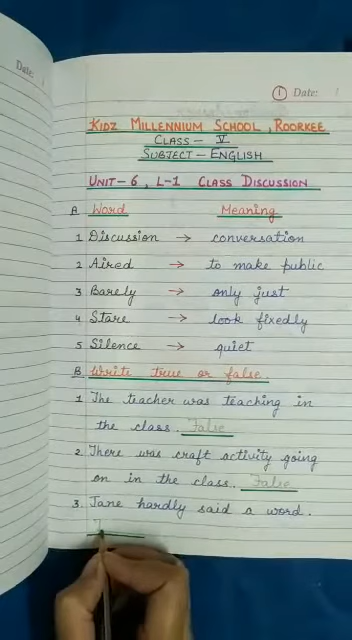 Date:
① Date:
KIDZ MILLENNIUM SCHOOL, ROORKEE
CLASS - V
SUBJECT - ENGLISH
UNIT-6, L-1 CLASS DISCUSSION
A Word Meaning
1 Discussion → conversation
2 Aired → to make public
3 Barely → only just
4 Stare → look fixedly
5 Silence → quiet
B Write true or false.
1 The teacher was teaching in
the class. False
2. There was craft activity going
on in the class. False
3. Jane hardly said a word.